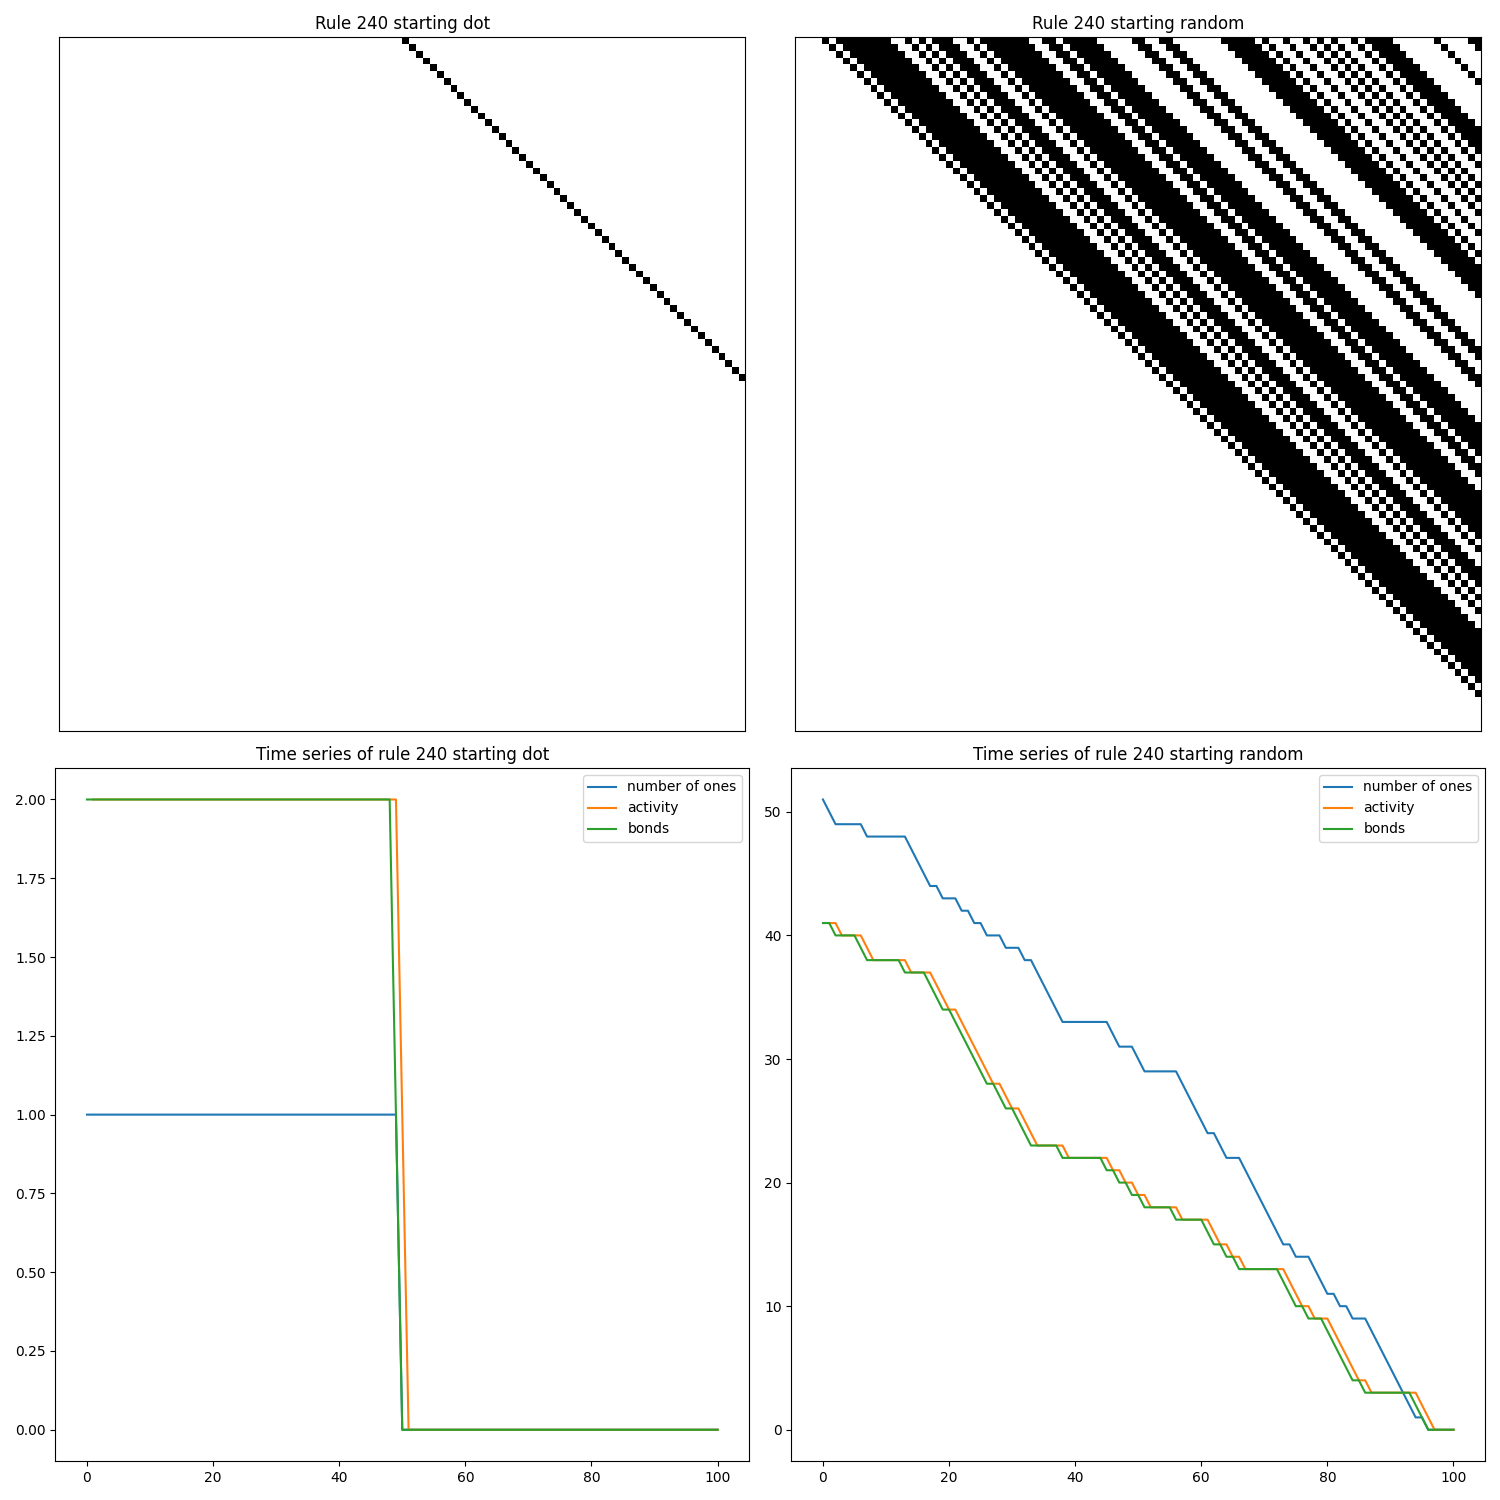 Rule 240 starting dot
Rule 240 starting random
Time series of rule 240 starting dot
number of ones
activity
bonds
2.00
1.75
1.50
1.25
1.00
0.75
0.50
0.25
0.00
0 20 40 60 80 100
Time series of rule 240 starting random
number of ones
activity
bonds
50
40
30
20
10
0
0 20 40 60 80 100